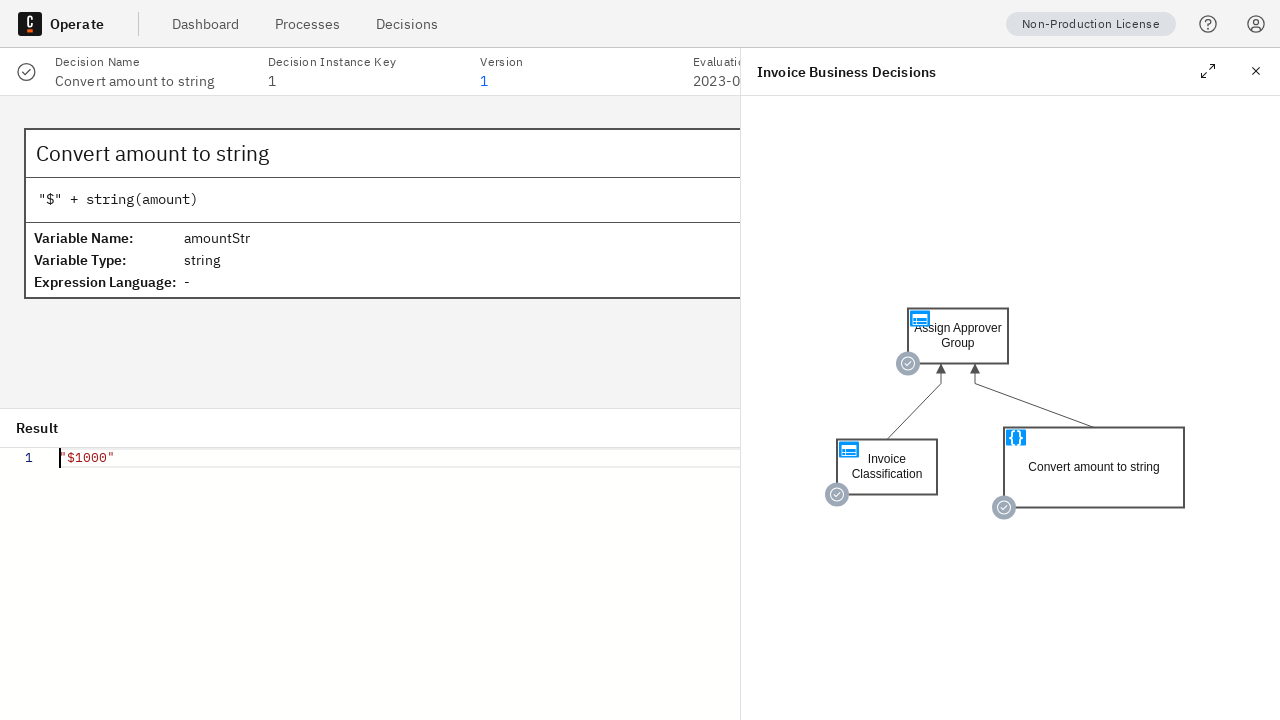 Operate
Dashboard
Processes
Decisions
Non-Production License
Decision Name
Convert amount to string
Decision Instance Key
1
Version
1
Evaluatio
2023-0
Invoice Business Decisions
Convert amount to string
"$" + string(amount)
Variable Name: amountStr
Variable Type: string
Expression Language: -
Assign Approver
Group
Invoice
Classification
Convert amount to string
Result
1 "$1000"